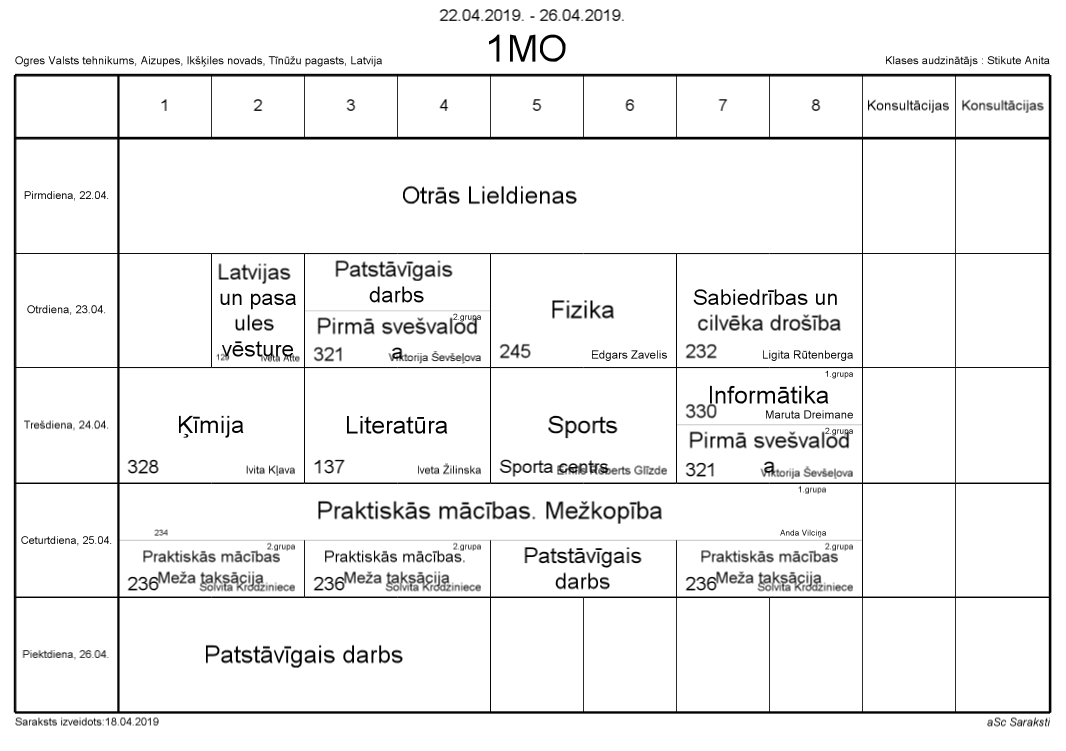 22.04.2019. - 26.04.2019.
1MO
Ogres Valsts tehnikums, Aizupes, Ikšķiles novads, Tīnūžu pagasts, Latvija
Klases audzinātājs : Stikute Anita
1 2 3 4 5 6 7 8 Konsultācijas Konsultācijas
Pirmdiena, 22.04.
Otrās Lieldienas
Otrdiena, 23.04.
Latvijas
un pasa
ules
vēsture
129 Iveta Atte
Patstāvīgais
darbs
2.grupa
Pirmā svešvalod
a
321 Viktorija Ševšeļova
Fizika
245 Edgars Zavelis
Sabiedrības un
cilvēka drošība
232 Ligita Rūtenberga
Trešdiena, 24.04.
Ķīmija
328 Ivita Kļava
Literatūra
137 Iveta Žilinska
Sports
Sporta centrs Emīls Roberts Glīzde
1.grupa
Informātika
330 Maruta Dreimane
2.grupa
Pirmā svešvalod
a
321 Viktorija Ševšeļova
Ceturtdiena, 25.04.
1.grupa
Praktiskās mācības. Mežkopība
234 Anda Vilciņa
2.grupa
Praktiskās mācības
Meža taksācija
236 Solvita Krodziniece
2.grupa
Praktiskās mācības.
Meža taksācija
236 Solvita Krodziniece
Patstāvīgais
darbs
2.grupa
Praktiskās mācības
Meža taksācija
236 Solvita Krodziniece
Piektdiena, 26.04.
Patstāvīgais darbs
Saraksts izveidots:18.04.2019
aSc Saraksti